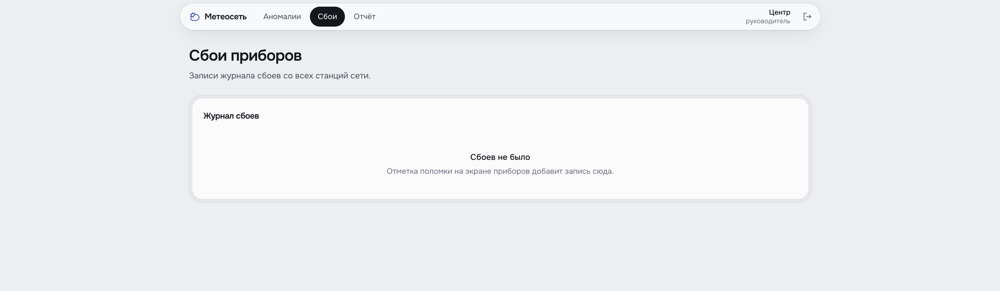 Метеосеть
Аномалии
Сбои
Отчёт
Центр
руководитель
Сбои приборов
Записи журнала сбоев со всех станций сети.
Журнал сбоев
Сбоев не было
Отметка поломки на экране приборов добавит запись сюда.